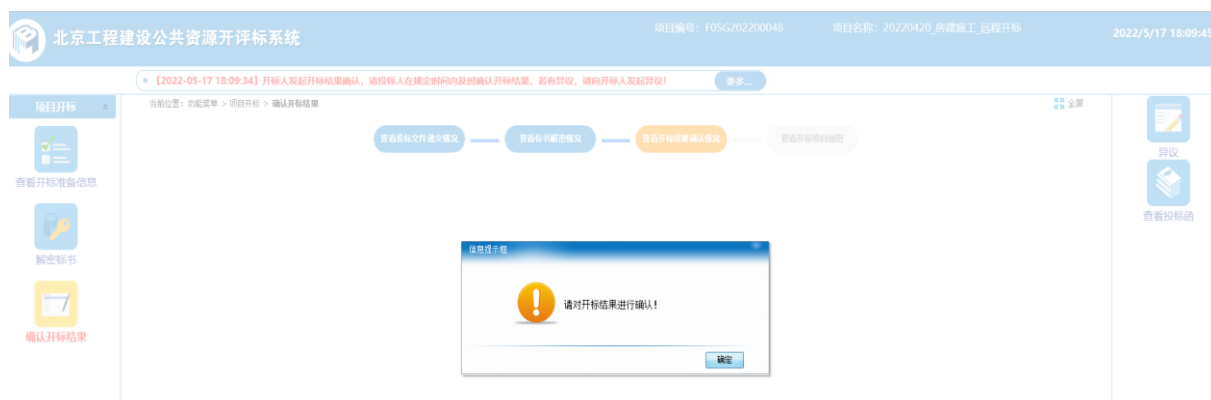 北京工程建设公共资源开评标系统
项目编号：F05G202200048
项目名称：20220420_房建施工_远程开标
2022/5/17 18:09:45
【2022-05-17 18:09:34】开标人发起开标结果确认，请投标人在规定时间内及时确认开标结果，若有异议，请向开标人发起异议！
更多...
项目开标
当前位置：功能菜单 > 项目开标 > 确认开标结果
全屏
查看投标文件递交情况
查看标书解密情况
查看开标结果确认情况
查看开标项目加密
查看开标准备信息
解密标书
确认开标结果
信息提示框
请对开标结果进行确认！
确定
异议
查看投标函